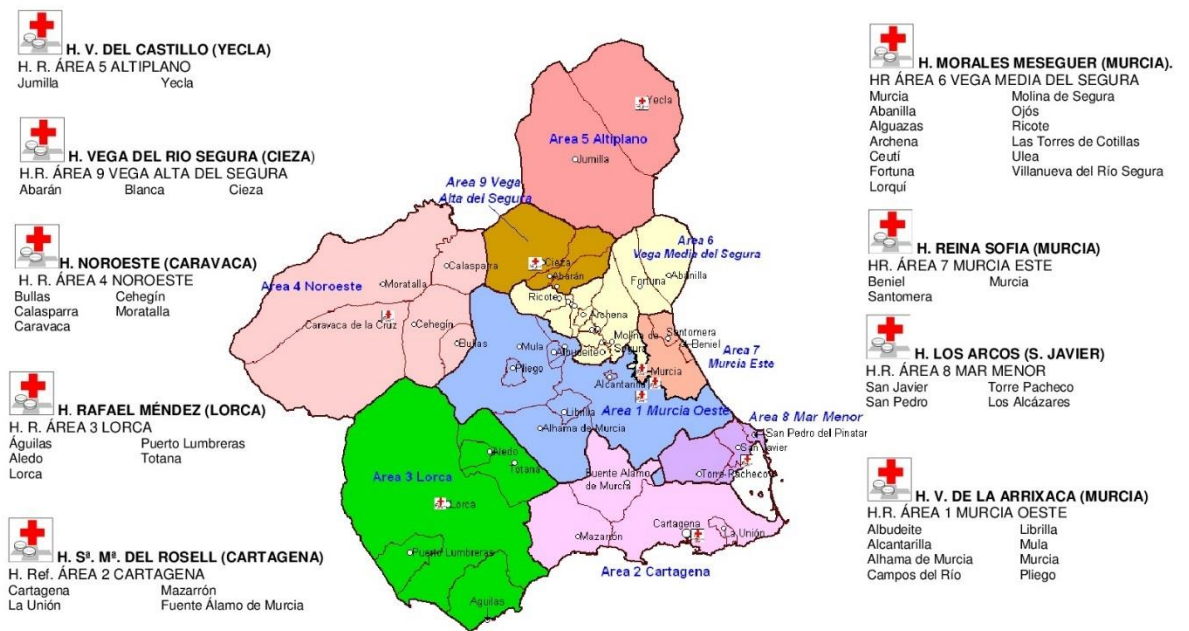 H. V. DEL CASTILLO (YECLA)
H. R. ÁREA 5 ALTIPLANO
Jumilla Yecla
H. VEGA DEL RIO SEGURA (CIEZA)
H.R. ÁREA 9 VEGA ALTA DEL SEGURA
Abarán Blanca Cieza
H. NOROESTE (CARAVACA)
H. R. ÁREA 4 NOROESTE
Bullas Cehegín
Calasparra Moratalla
Caravaca
H. RAFAEL MÉNDEZ (LORCA)
H. R. ÁREA 3 LORCA
Águilas Puerto Lumbreras
Aledo Totana
Lorca
H. Sª. Mª. DEL ROSELL (CARTAGENA)
H. Ref. ÁREA 2 CARTAGENA
Cartagena Mazarrón
La Unión Fuente Álamo de Murcia
Yecla
Area 5 Altiplano
Jumilla
Area 9 Vega
Alta del Segura
Area 6
Vega Media del Segura
Cieza
Calasparra
Abarán
Fortuna
Abanilla
Area 4 Noroeste
Moratalla
Ricote
Archena
Caravaca de la Cruz
Cehegín
Bullas
Mula
Albudeite
Molina de
Segura
Santomera
Beniel
Pliego
Murcia
Area 7
Murcia Este
Alcantarilla
Librilla
Area 1 Murcia Oeste
Area 8 Mar Menor
Alhama de Murcia
San Pedro del Pinatar
San Javier
Aledo
Totana
Area 3 Lorca
Fuente Alamo
de Murcia
Torre-Pacheco
Lorca
Cartagena
La Unión
Mazarrón
Puerto Lumbreras
Area 2 Cartagena
Aguilas
H. MORALES MESEGUER (MURCIA).
HR ÁREA 6 VEGA MEDIA DEL SEGURA
Murcia Molina de Segura
Abanilla Ojós
Alguazas Ricote
Archena Las Torres de Cotillas
Ceutí Ulea
Fortuna Villanueva del Río Segura
Lorquí
H. REINA SOFIA (MURCIA)
HR. ÁREA 7 MURCIA ESTE
Beniel Murcia
Santomera
H. LOS ARCOS (S. JAVIER)
H.R. ÁREA 8 MAR MENOR
San Javier Torre Pacheco
San Pedro Los Alcázares
H. V. DE LA ARRIXACA (MURCIA)
H.R. ÁREA 1 MURCIA OESTE
Albudeite Librilla
Alcantarilla Mula
Alhama de Murcia Murcia
Campos del Río Pliego